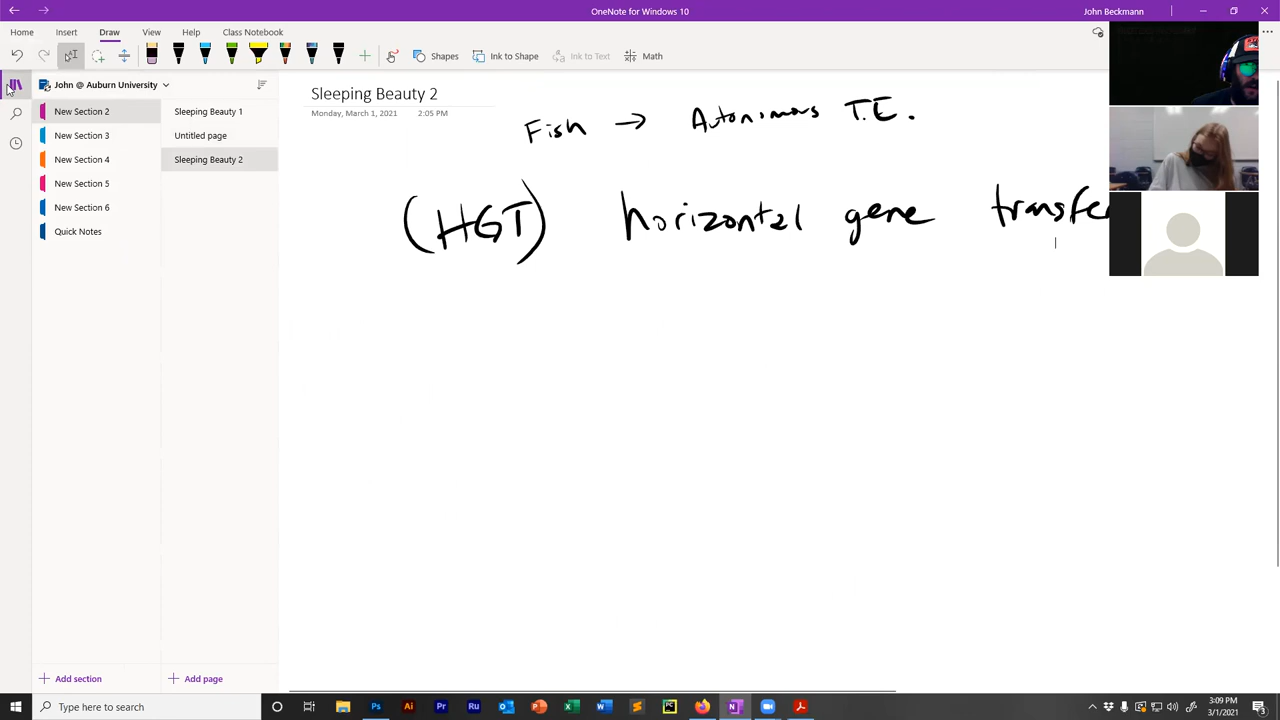 OneNote for Windows 10
John Beckman
Home Insert Draw View Help Class Notebook
Shapes Ink to Shape Ink to Text Math
John @ Auburn University
New Section 2
New Section 3
New Section 4
New Section 5
New Section 6
Quick Notes
Sleeping Beauty 1
Untitled page
Sleeping Beauty 2
Sleeping Beauty 2
Monday, March 1, 2021 2:05 PM
Fish → Autonimous T.E.
(HGT) horizontal gene transfer
Add section
Add page
Type here to search
3:09 PM
3/1/2021